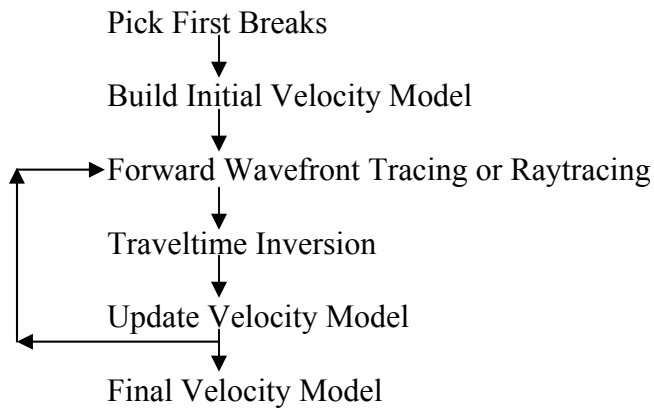 Pick First Breaks
Build Initial Velocity Model
Forward Wavefront Tracing or Raytracing
Traveltime Inversion
Update Velocity Model
Final Velocity Model